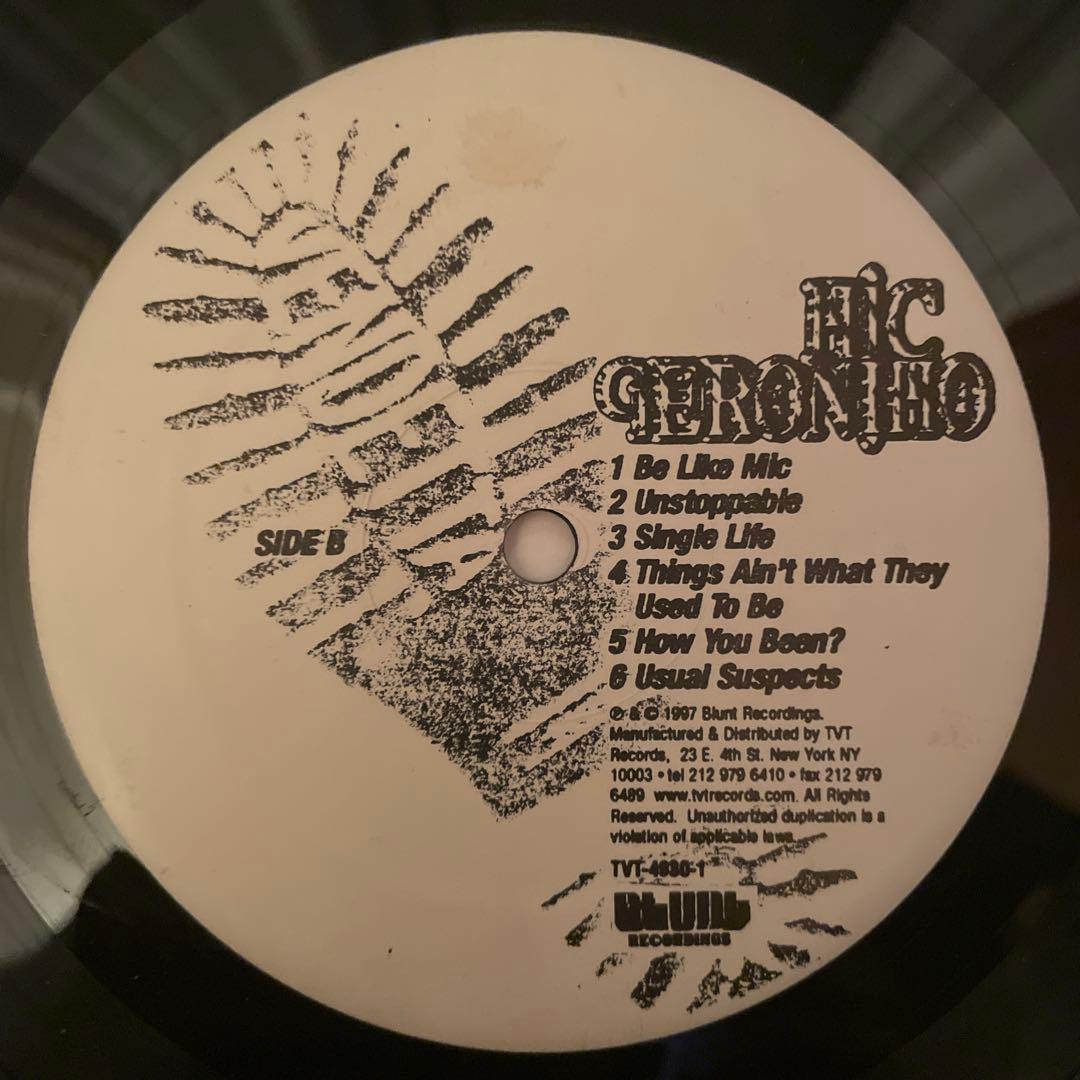 MIC
GERONIMO
SIDE B
1 Be Like Mic
2 Unstoppable
3 Single Life
4 Things Ain't What They
Used To Be
5 How You Been?
6 Usual Suspects
℗ & © 1997 Blunt Recordings.
Manufactured & Distributed by TVT
Records, 23 E. 4th St. New York NY
10003 • tel 212 979 6410 • fax 212 979
6489 www.tvtrecords.com. All Rights
Reserved. Unauthorized duplication is a
violation of applicable laws.
TVT-4930-1
BLUNT
RECORDINGS